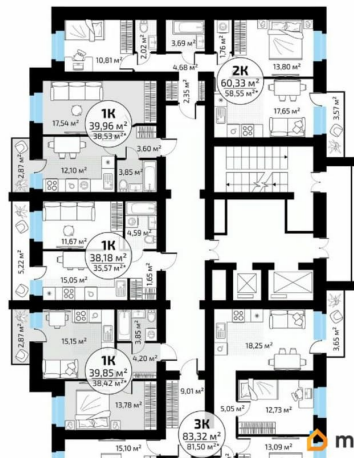 10,81 м²
2,02 м²
3,69 м²
1,76 м²
13,80 м²
4,68 м²
2К
60,33 м²
58,55 м²*
2,35 м²
17,65 м²
3,57 м²
17,54 м²
1К
39,96 м²
38,53 м²*
3,60 м²
2,87 м²
12,10 м²
3,85 м²
11,67 м²
4,59 м²
5,22 м²
1К
38,18 м²
35,57 м²*
15,05 м²
1,65 м²
2,87 м²
15,15 м²
3,85 м²
4,20 м²
1К
39,85 м²
38,42 м²*
13,78 м²
18,25 м²
3,65 м²
9,01 м²
5,05 м²
12,73 м²
3К
83,32 м²
81,50 м²*
15,10 м²
13,09 м²
m